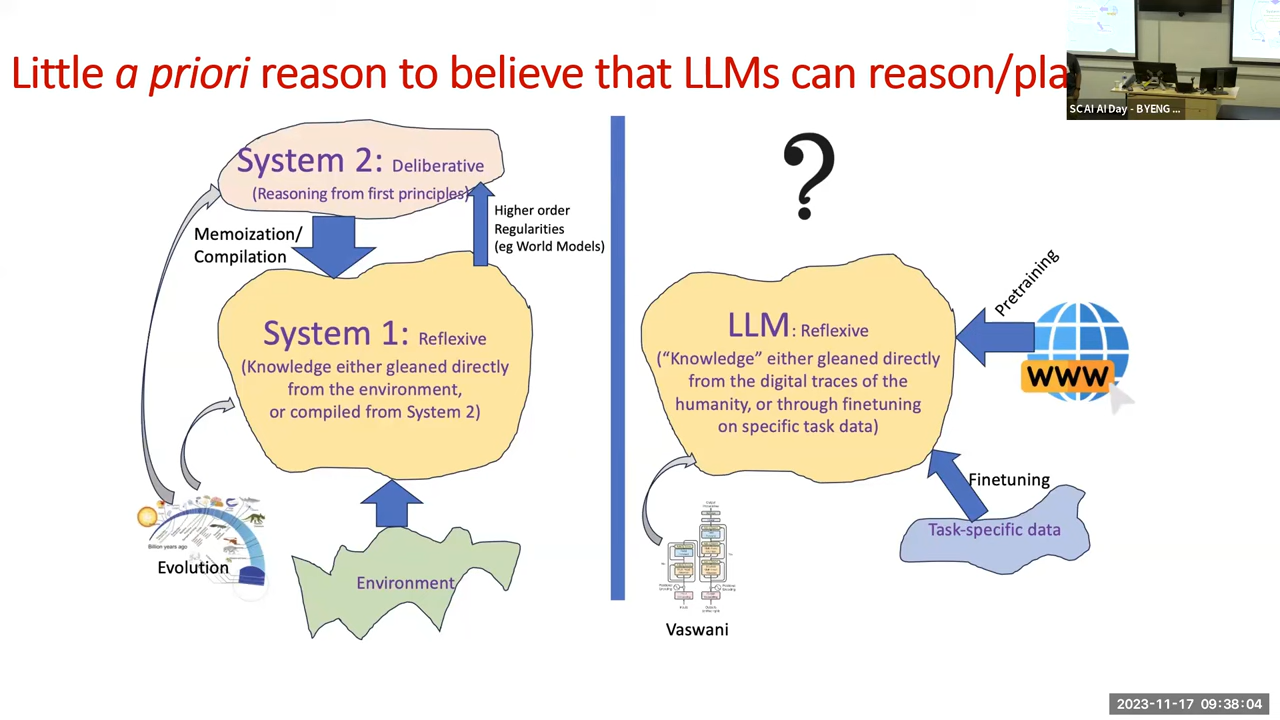 Little a priori reason to believe that LLMs can reason/pla
SCAI AI Day - BYENG ...
System 2: Deliberative
(Reasoning from first principles)
Memoization/
Compilation
Higher order
Regularities
(eg World Models)
System 1: Reflexive
(Knowledge either gleaned directly
from the environment,
or compiled from System 2)
Billion years ago
Evolution
Environment
?
LLM: Reflexive
("Knowledge" either gleaned directly
from the digital traces of the
humanity, or through finetuning
on specific task data)
Pretraining
WWW
Finetuning
Task-specific data
Vaswani
2023-11-17 09:38:04